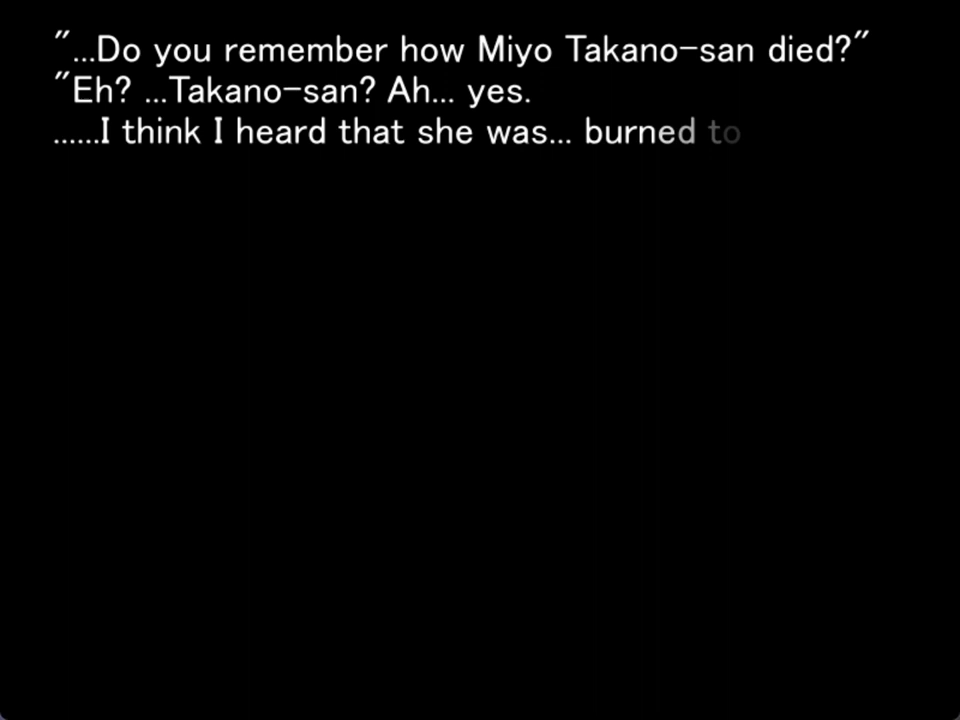 "...Do you remember how Miyo Takano-san died?"
"Eh? ...Takano-san? Ah... yes.
......I think I heard that she was... burned to